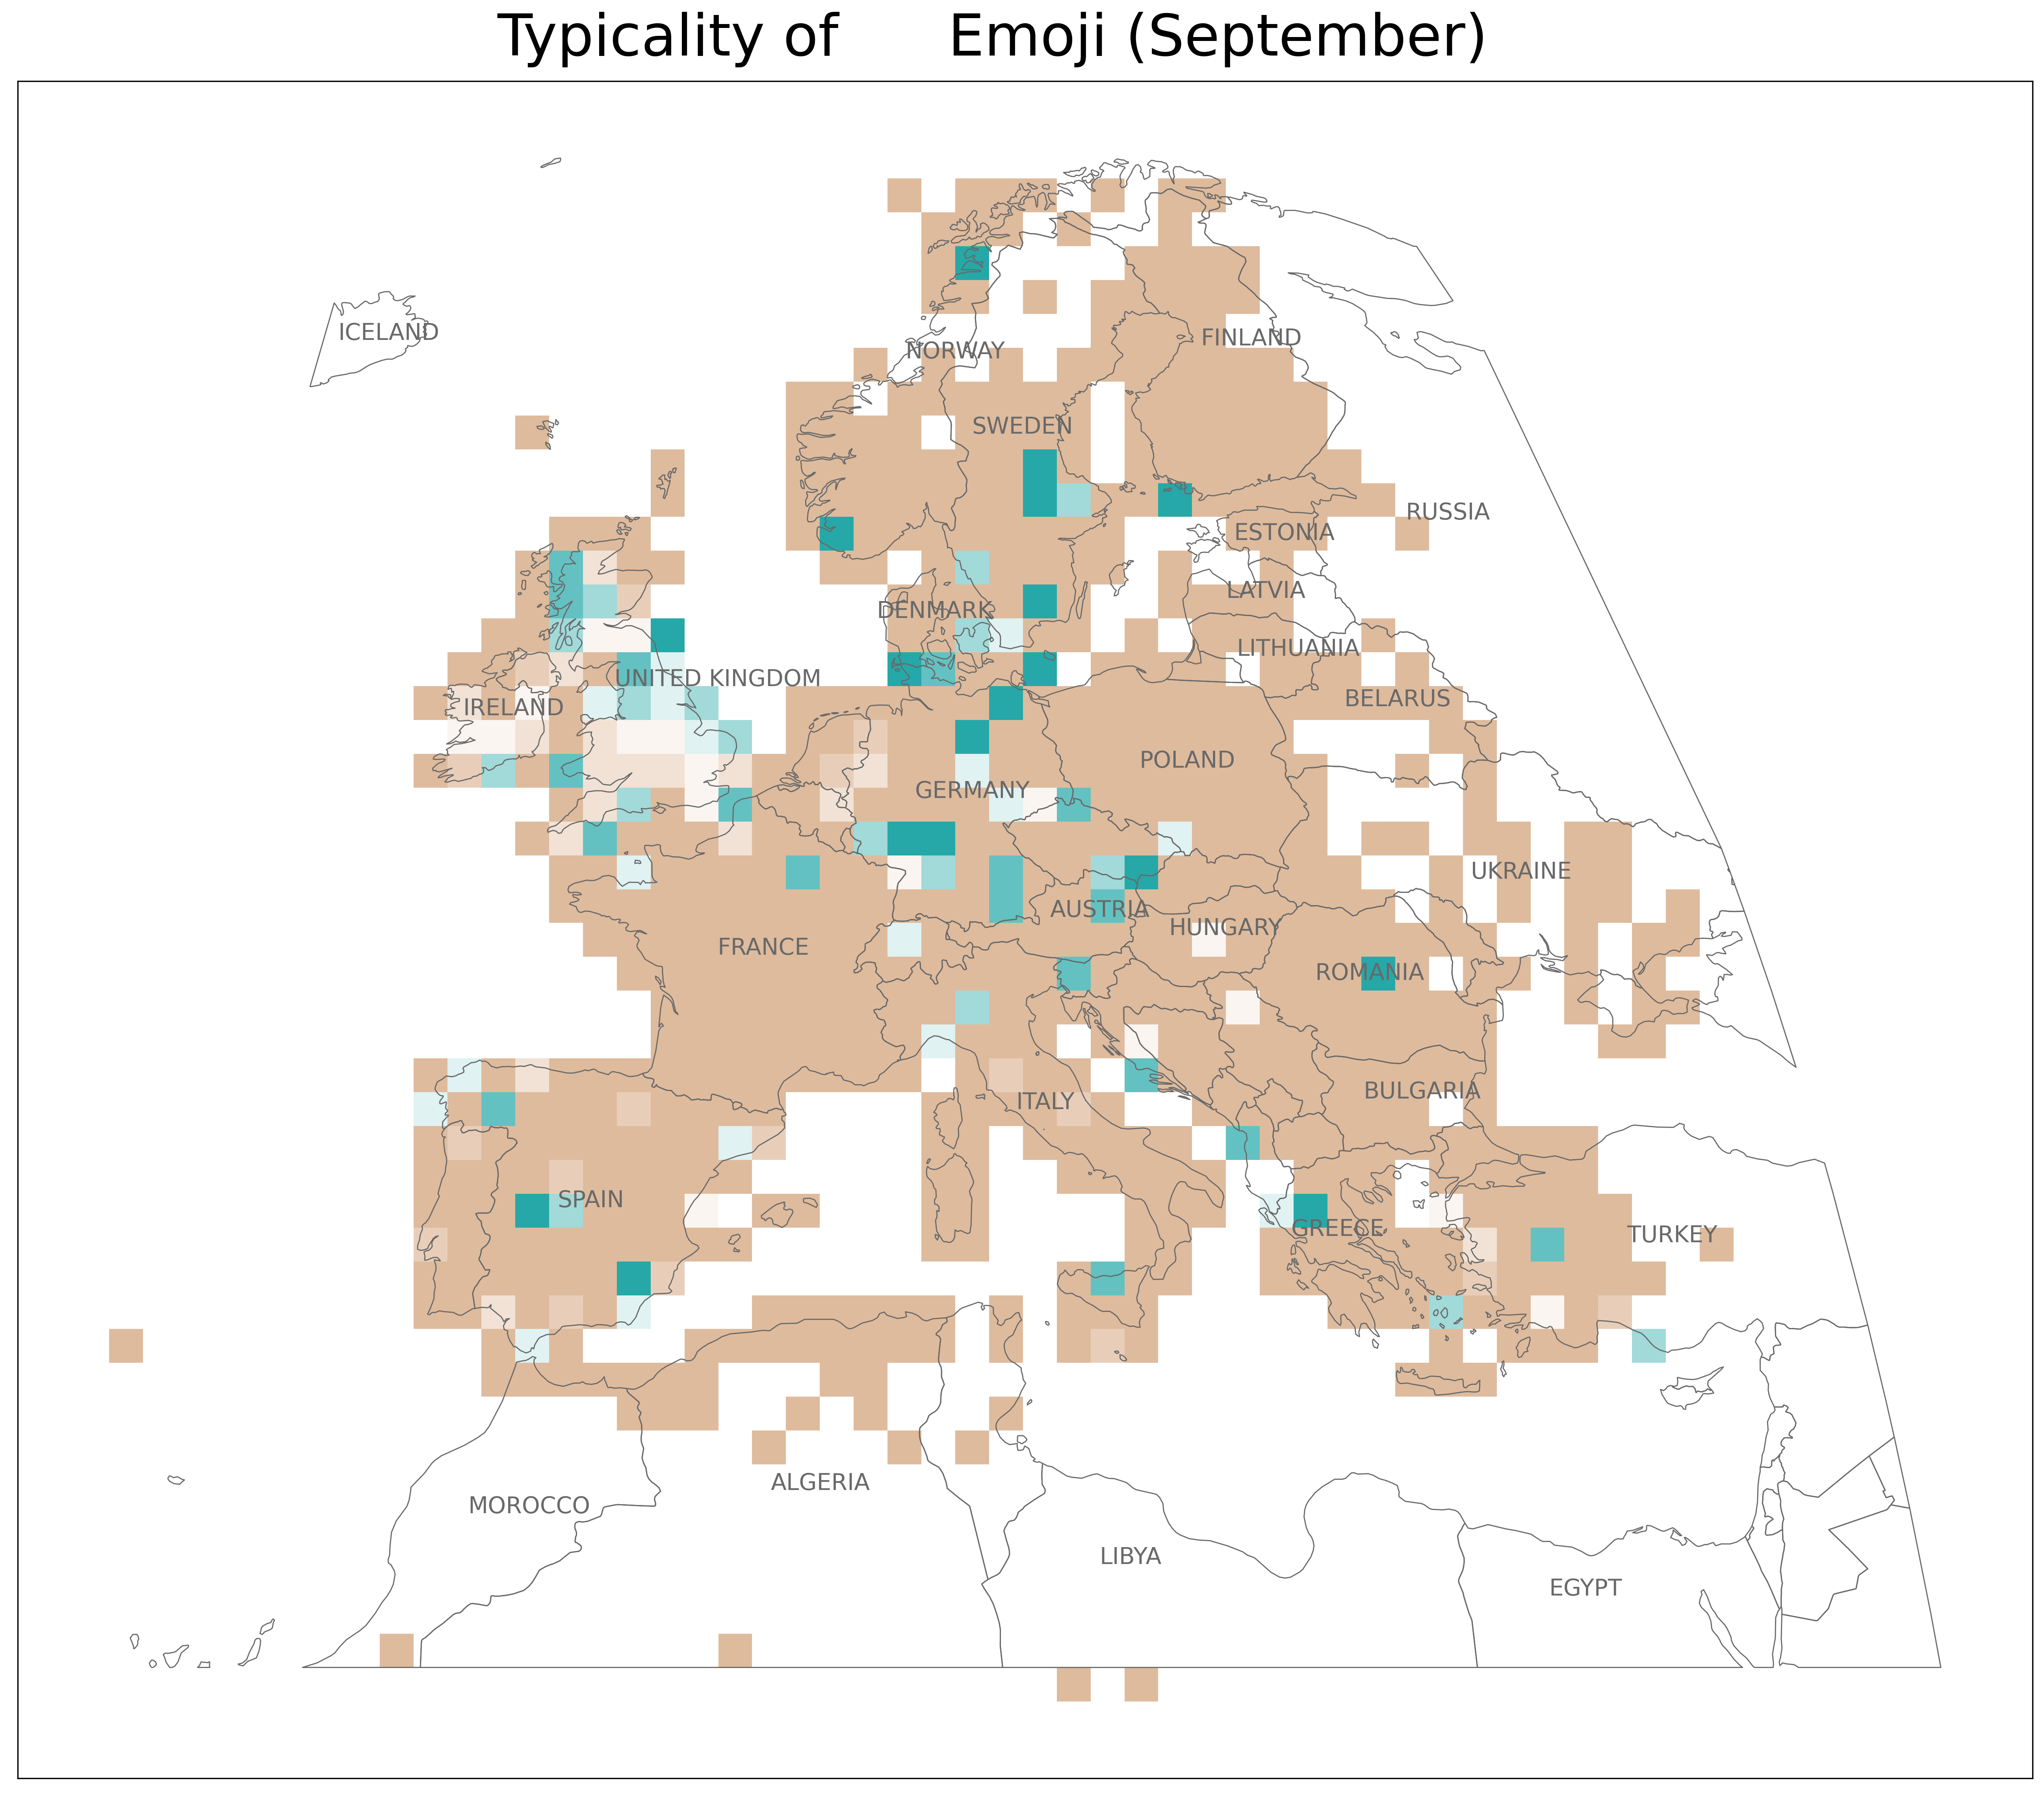 Typicality of Emoji (September)
ICELAND
FINLAND
NORWAY
SWEDEN
RUSSIA
ESTONIA
LATVIA
DENMARK
LITHUANIA
UNITED KINGDOM
BELARUS
IRELAND
POLAND
GERMANY
UKRAINE
AUSTRIA
HUNGARY
FRANCE
ROMANIA
BULGARIA
ITALY
SPAIN
GREECE
TURKEY
ALGERIA
MOROCCO
LIBYA
EGYPT